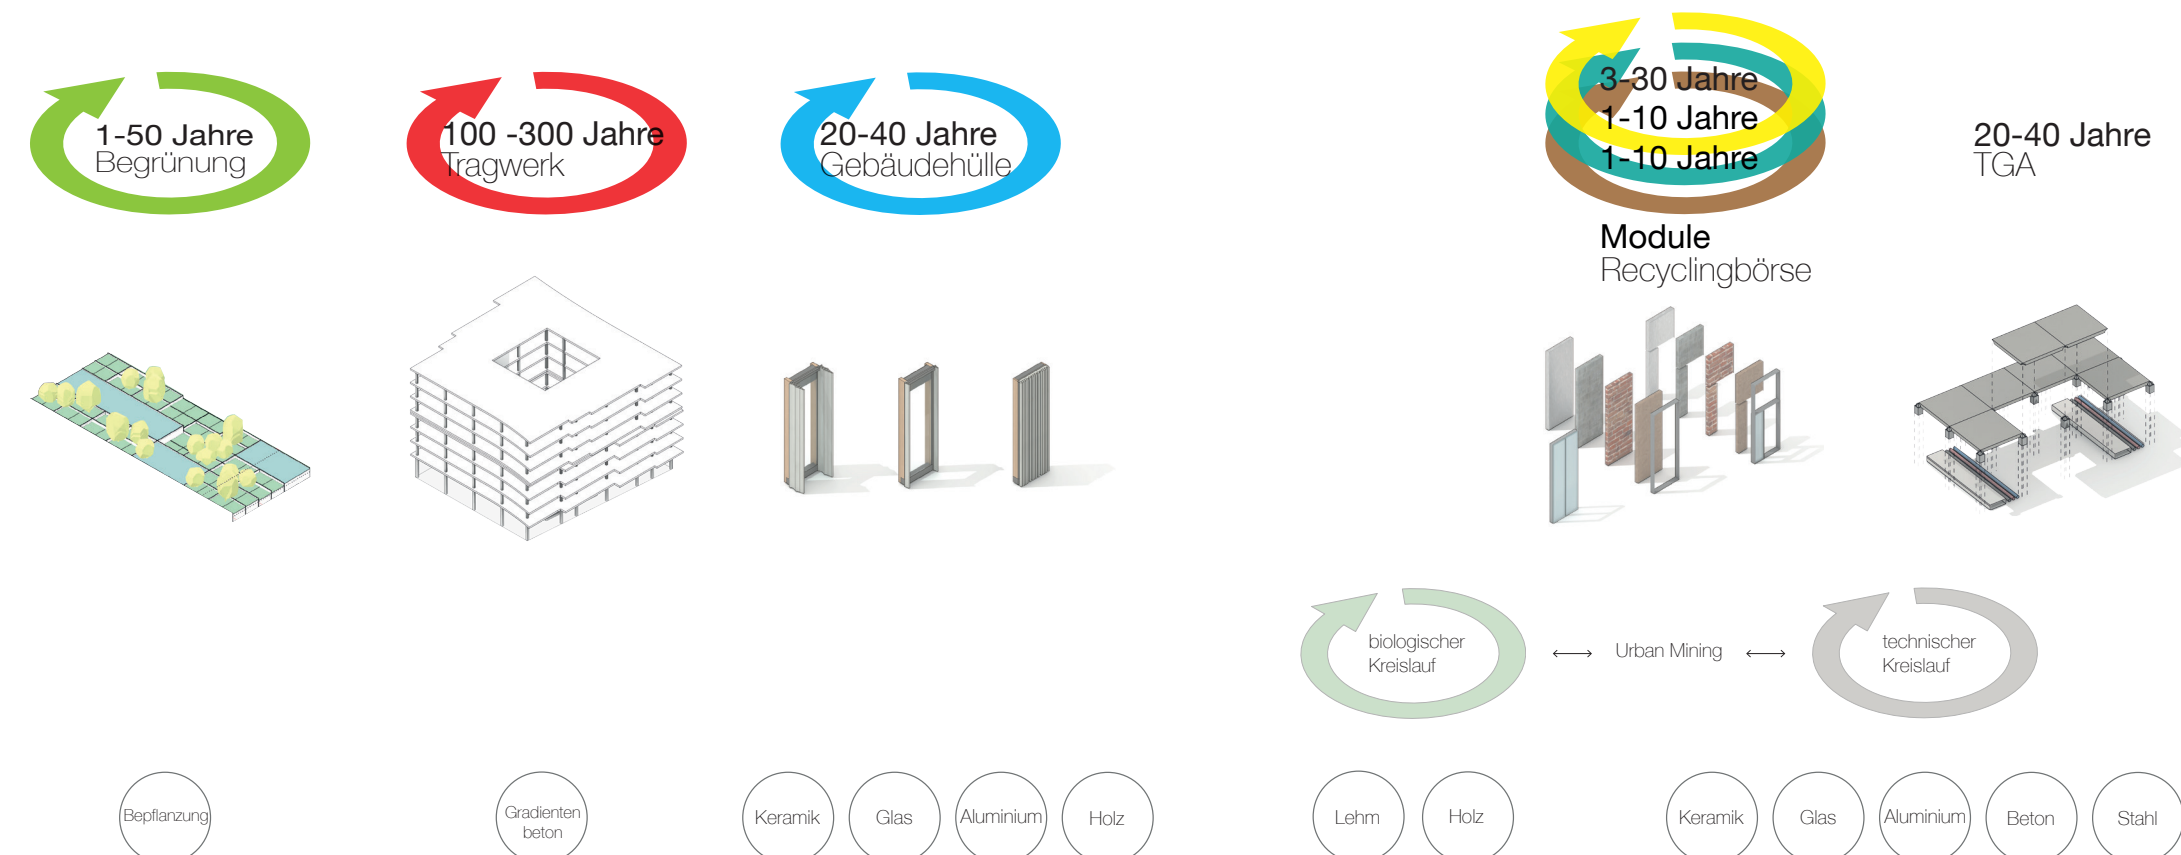 1-50 Jahre
Begrünung
100 -300 Jahre
Tragwerk
20-40 Jahre
Gebäudehülle
3-30 Jahre
1-10 Jahre
1-10 Jahre
Module
Recyclingbörse
20-40 Jahre
TGA
biologischer
Kreislauf
Urban Mining
technischer
Kreislauf
Bepflanzung
Gradienten
beton
Keramik
Glas
Aluminium
Holz
Lehm
Holz
Keramik
Glas
Aluminium
Beton
Stahl